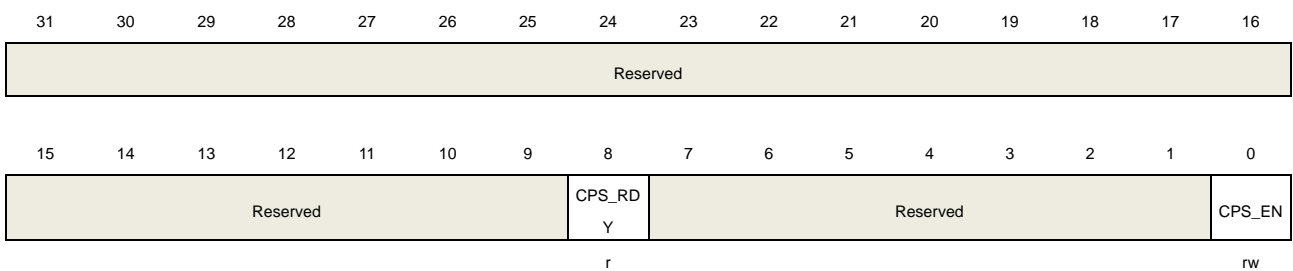 31 30 29 28 27 26 25 24 23 22 21 20 19 18 17 16
Reserved
15 14 13 12 11 10 9 8 7 6 5 4 3 2 1 0
Reserved CPS_RD Reserved CPS_EN
Y
r rw